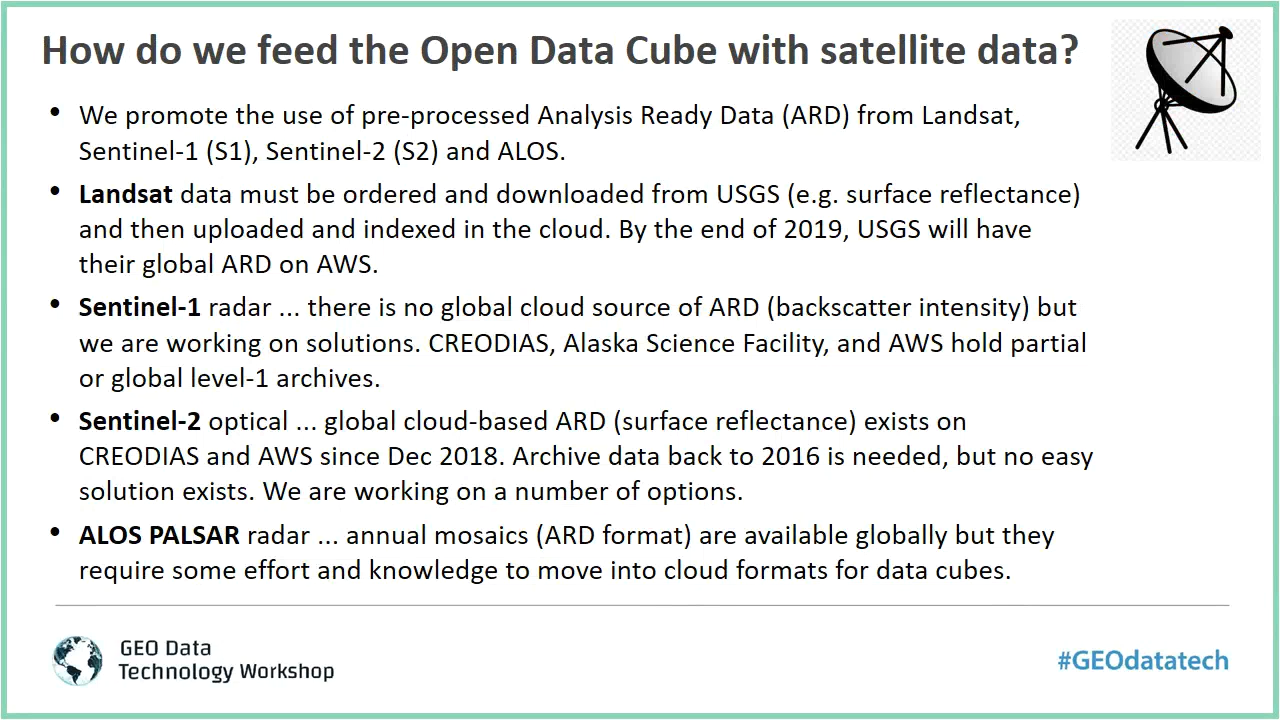 How do we feed the Open Data Cube with satellite data?
• We promote the use of pre-processed Analysis Ready Data (ARD) from Landsat,
Sentinel-1 (S1), Sentinel-2 (S2) and ALOS.
• Landsat data must be ordered and downloaded from USGS (e.g. surface reflectance)
and then uploaded and indexed in the cloud. By the end of 2019, USGS will have
their global ARD on AWS.
• Sentinel-1 radar ... there is no global cloud source of ARD (backscatter intensity) but
we are working on solutions. CREODIAS, Alaska Science Facility, and AWS hold partial
or global level-1 archives.
• Sentinel-2 optical ... global cloud-based ARD (surface reflectance) exists on
CREODIAS and AWS since Dec 2018. Archive data back to 2016 is needed, but no easy
solution exists. We are working on a number of options.
• ALOS PALSAR radar ... annual mosaics (ARD format) are available globally but they
require some effort and knowledge to move into cloud formats for data cubes.
GEO Data
Technology Workshop
#GEOdatatech